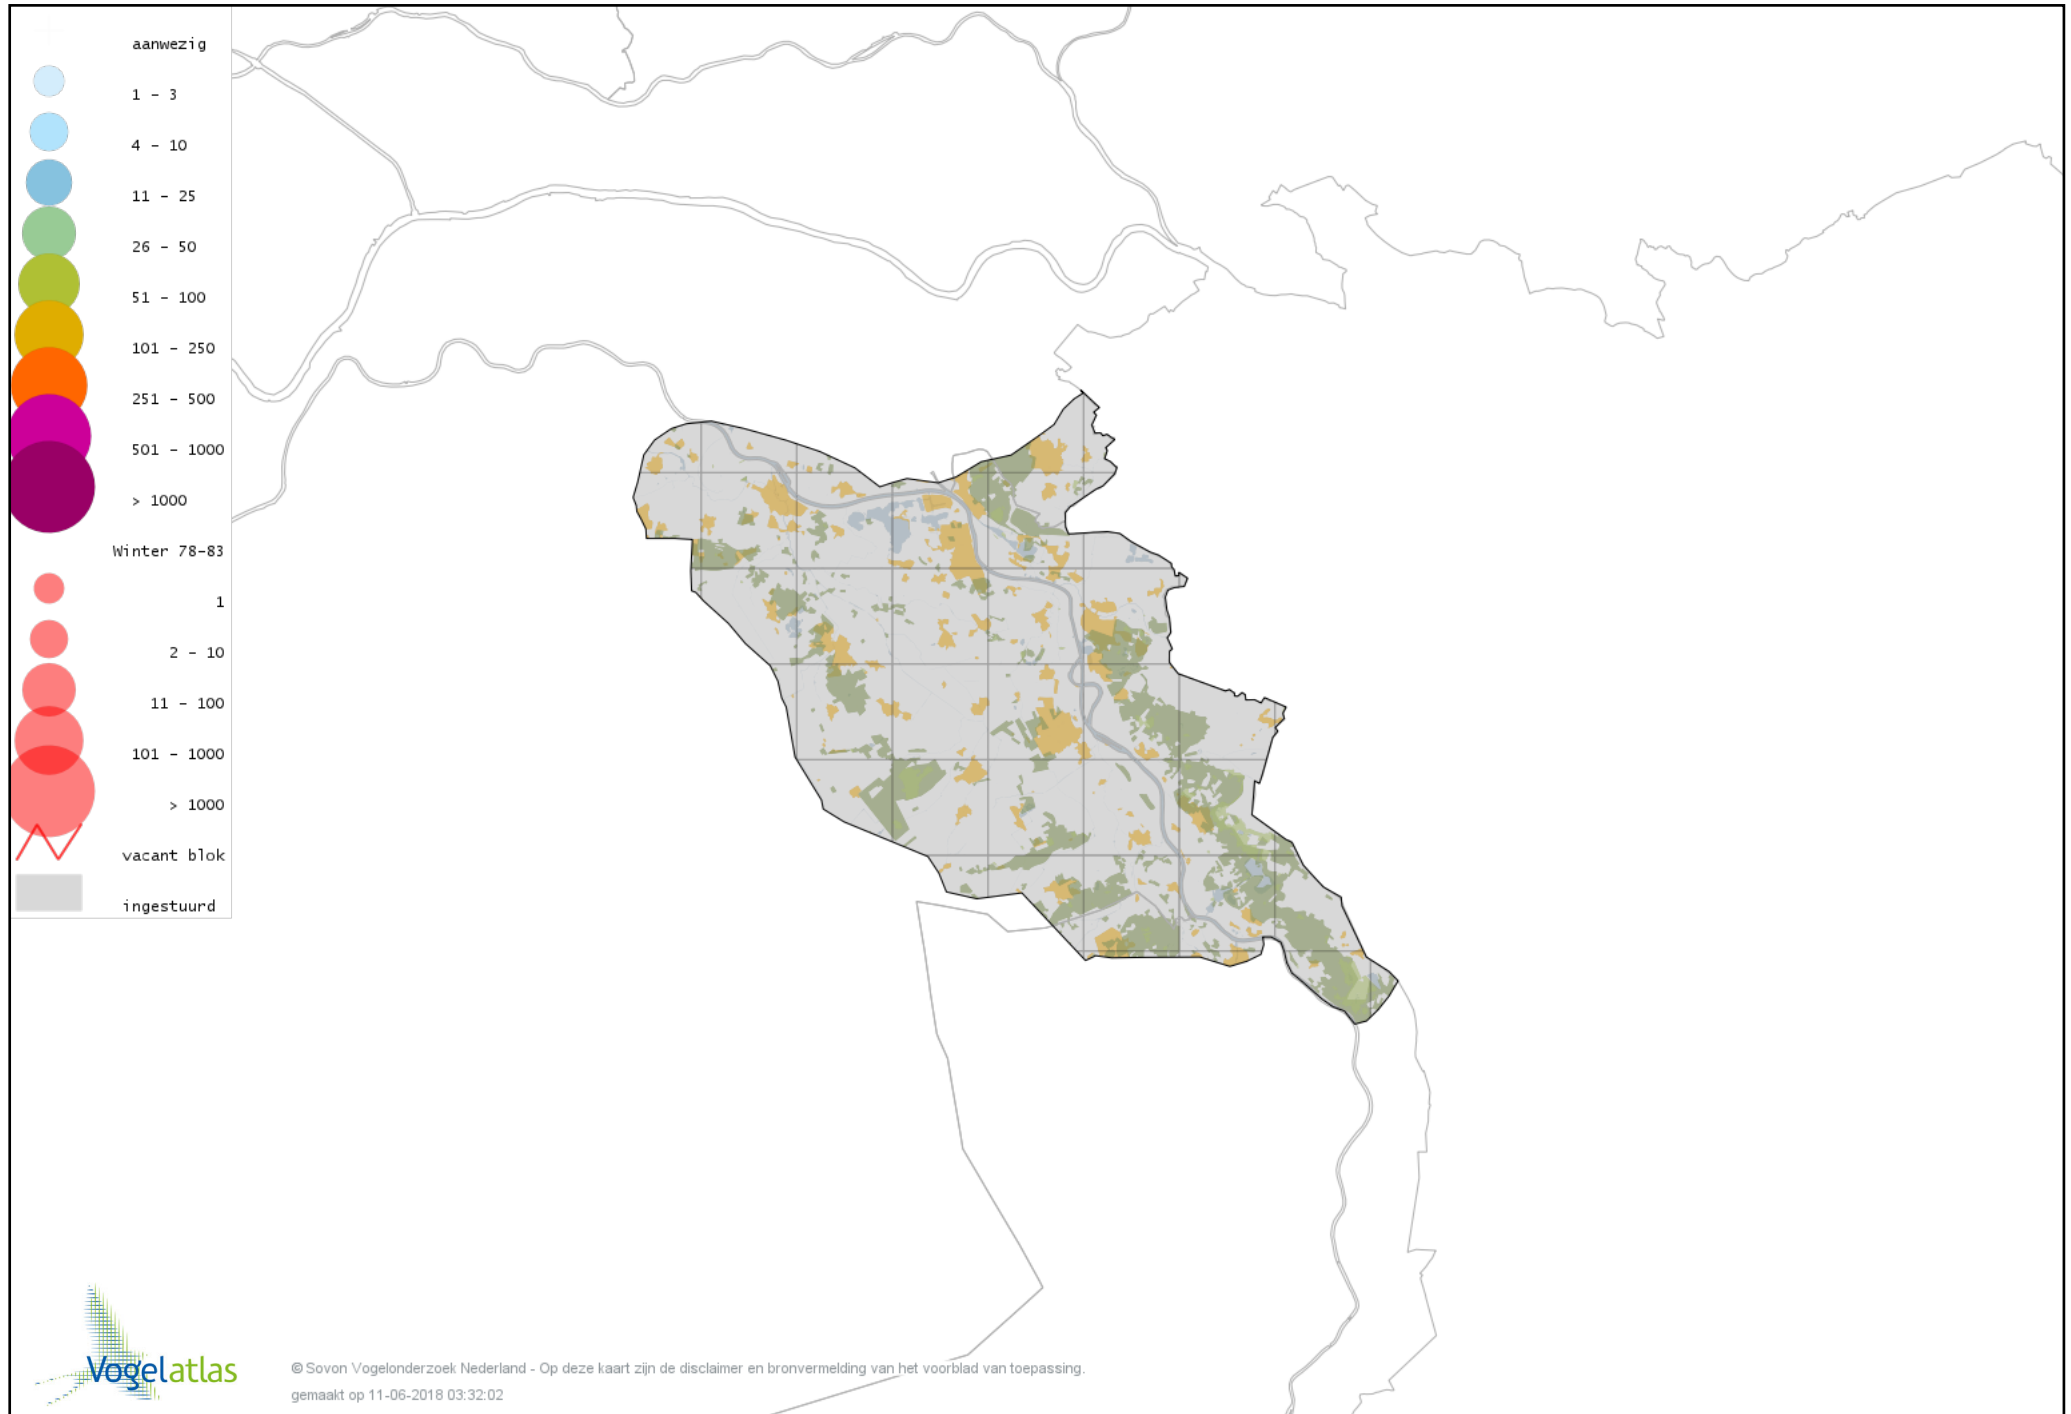 aanwezig
1 - 3
4 - 10
11 - 25
26 - 50
51 - 100
101 - 250
251 - 500
501 - 1000
> 1000
Winter 78-83
1
2 - 10
11 - 100
101 - 1000
> 1000
vacant blok
ingestuurd
Vogelatlas
© Sovon Vogelonderzoek Nederland - Op deze kaart zijn de disclaimer en bronvermelding van het voorblad van toepassing.
gemaakt op 11-06-2018 03:32:02